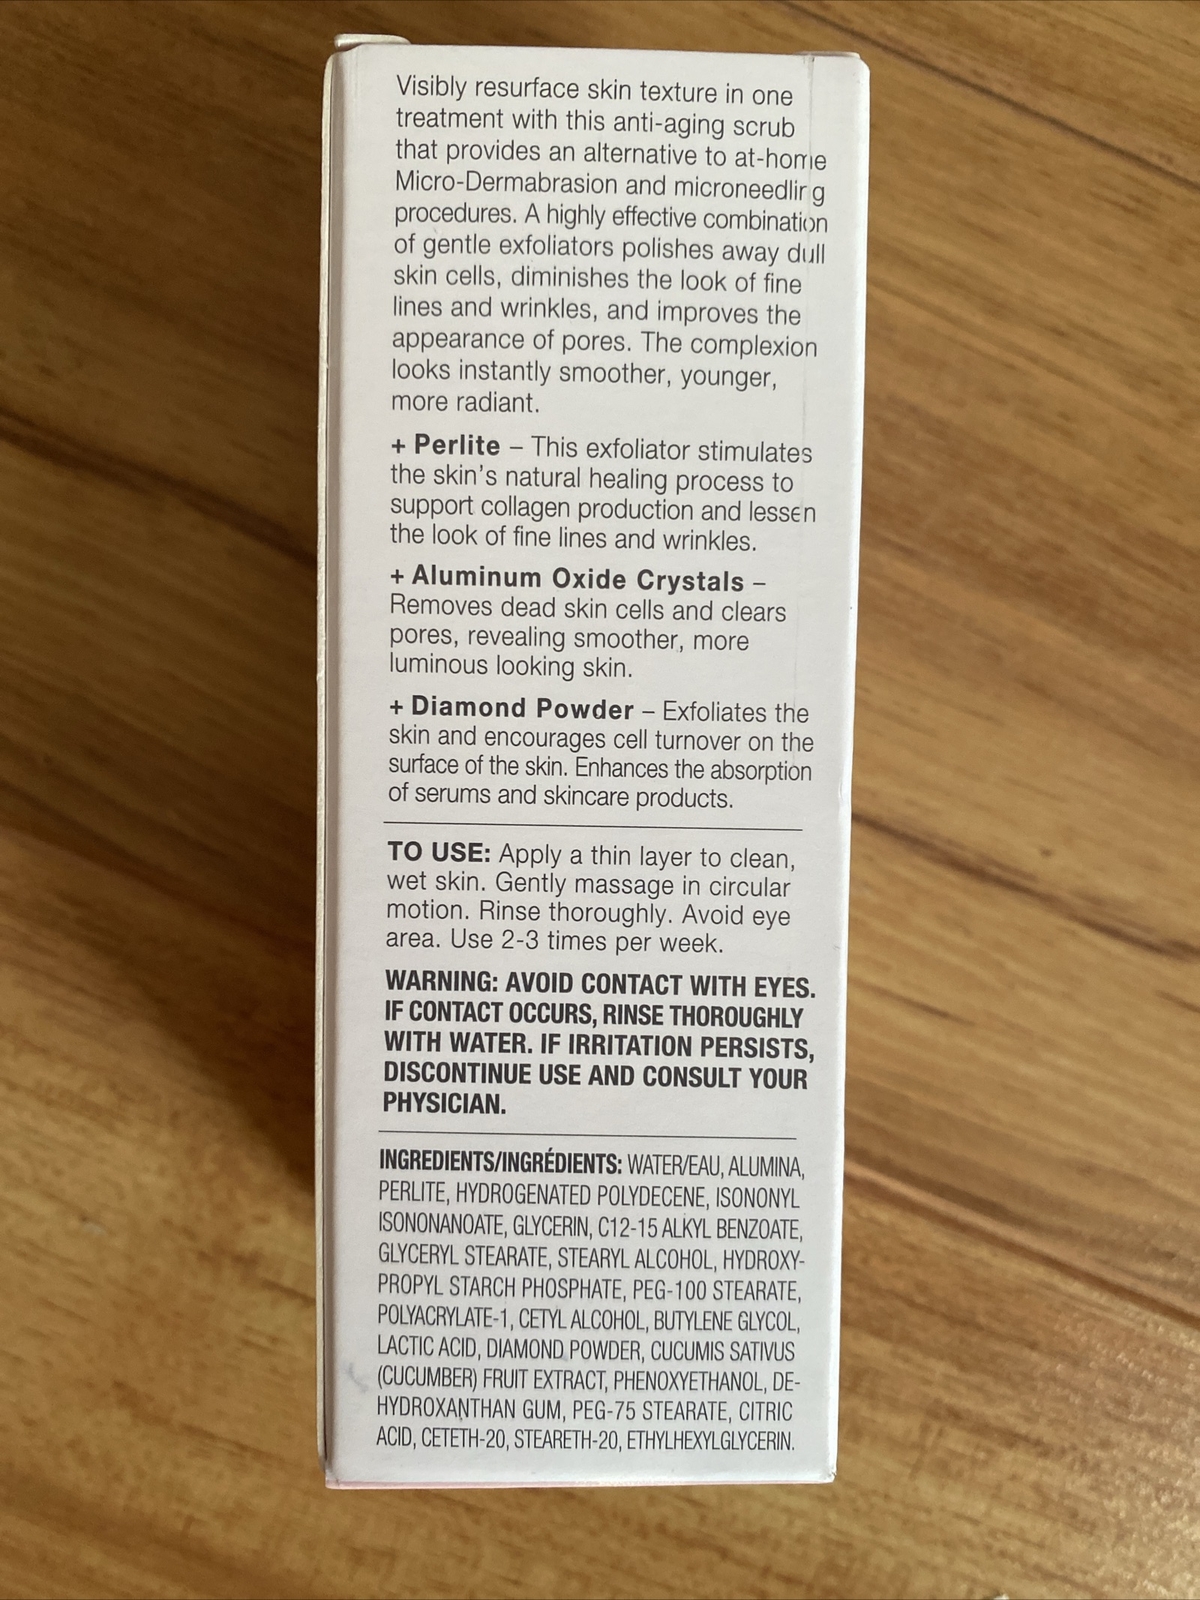 Visibly resurface skin texture in one
treatment with this anti-aging scrub
that provides an alternative to at-home
Micro-Dermabrasion and microneedling
procedures. A highly effective combination
of gentle exfoliators polishes away dull
skin cells, diminishes the look of fine
lines and wrinkles, and improves the
appearance of pores. The complexion
looks instantly smoother, younger,
more radiant.
+ Perlite – This exfoliator stimulates
the skin's natural healing process to
support collagen production and lessen
the look of fine lines and wrinkles.
+ Aluminum Oxide Crystals –
Removes dead skin cells and clears
pores, revealing smoother, more
luminous looking skin.
+ Diamond Powder – Exfoliates the
skin and encourages cell turnover on the
surface of the skin. Enhances the absorption
of serums and skincare products.
TO USE: Apply a thin layer to clean,
wet skin. Gently massage in circular
motion. Rinse thoroughly. Avoid eye
area. Use 2-3 times per week.
WARNING: AVOID CONTACT WITH EYES.
IF CONTACT OCCURS, RINSE THOROUGHLY
WITH WATER. IF IRRITATION PERSISTS,
DISCONTINUE USE AND CONSULT YOUR
PHYSICIAN.
INGREDIENTS/INGRÉDIENTS: WATER/EAU, ALUMINA,
PERLITE, HYDROGENATED POLYDECENE, ISONONYL
ISONONANOATE, GLYCERIN, C12-15 ALKYL BENZOATE,
GLYCERYL STEARATE, STEARYL ALCOHOL, HYDROXY-
PROPYL STARCH PHOSPHATE, PEG-100 STEARATE,
POLYACRYLATE-1, CETYL ALCOHOL, BUTYLENE GLYCOL,
LACTIC ACID, DIAMOND POWDER, CUCUMIS SATIVUS
(CUCUMBER) FRUIT EXTRACT, PHENOXYETHANOL, DE-
HYDROXANTHAN GUM, PEG-75 STEARATE, CITRIC
ACID, CETETH-20, STEARETH-20, ETHYLHEXYLGLYCERIN.